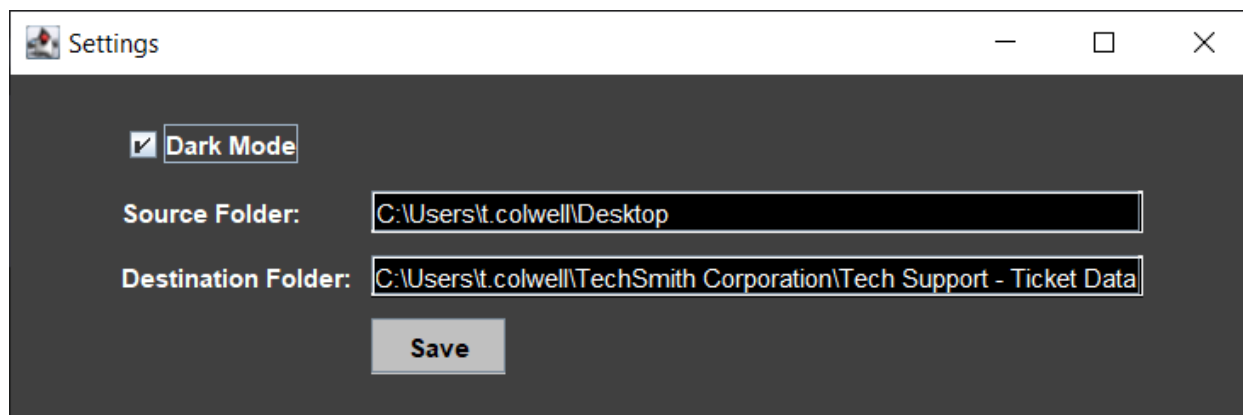 Settings
Dark Mode
Source Folder: C:\Users\t.colwell\Desktop
Destination Folder: C:\Users\t.colwell\TechSmith Corporation\Tech Support - Ticket Data
Save